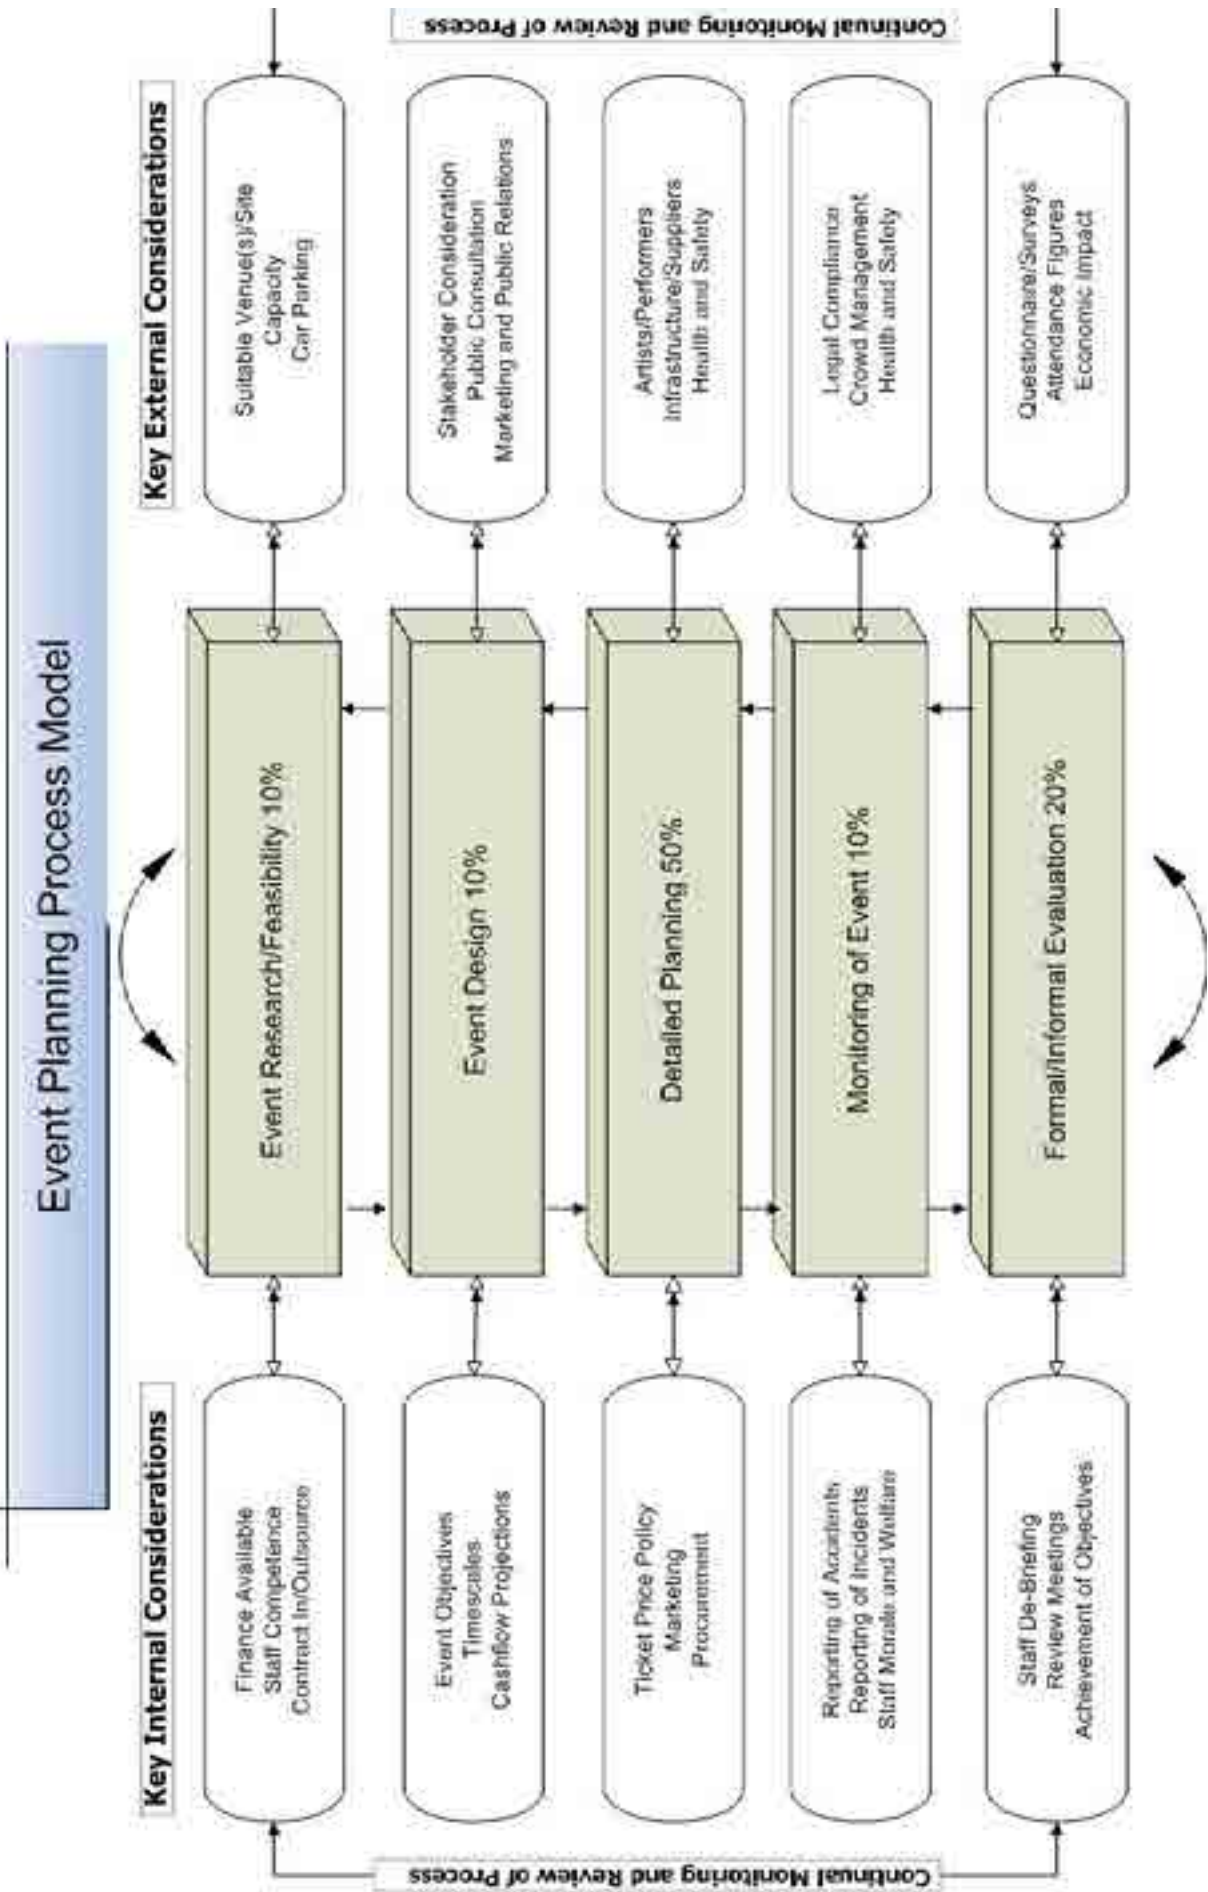 Event Planning Process Model
Key Internal Considerations
Key External Considerations
Finance Available
Staff Competence
Contract In/Outsource
Event Research/Feasibility 10%
Suitable Venue(s)/Site
Capacity
Car Parking
Event Objectives
Timescales
Cashflow Projections
Event Design 10%
Stakeholder Consideration
Public Consultation
Marketing and Public Relations
Ticket Price Policy
Marketing
Procurement
Detailed Planning 50%
Artists/Performers
Infrastructure/Suppliers
Health and Safety
Reporting of Accidents
Reporting of Incidents
Staff Morale and Welfare
Monitoring of Event 10%
Legal Compliance
Crowd Management
Health and Safety
Staff De-Briefing
Review Meetings
Achievement of Objectives
Formal/Informal Evaluation 20%
Questionnaire/Surveys
Attendance Figures
Economic Impact
Continual Monitoring and Review of Process
Continual Monitoring and Review of Process